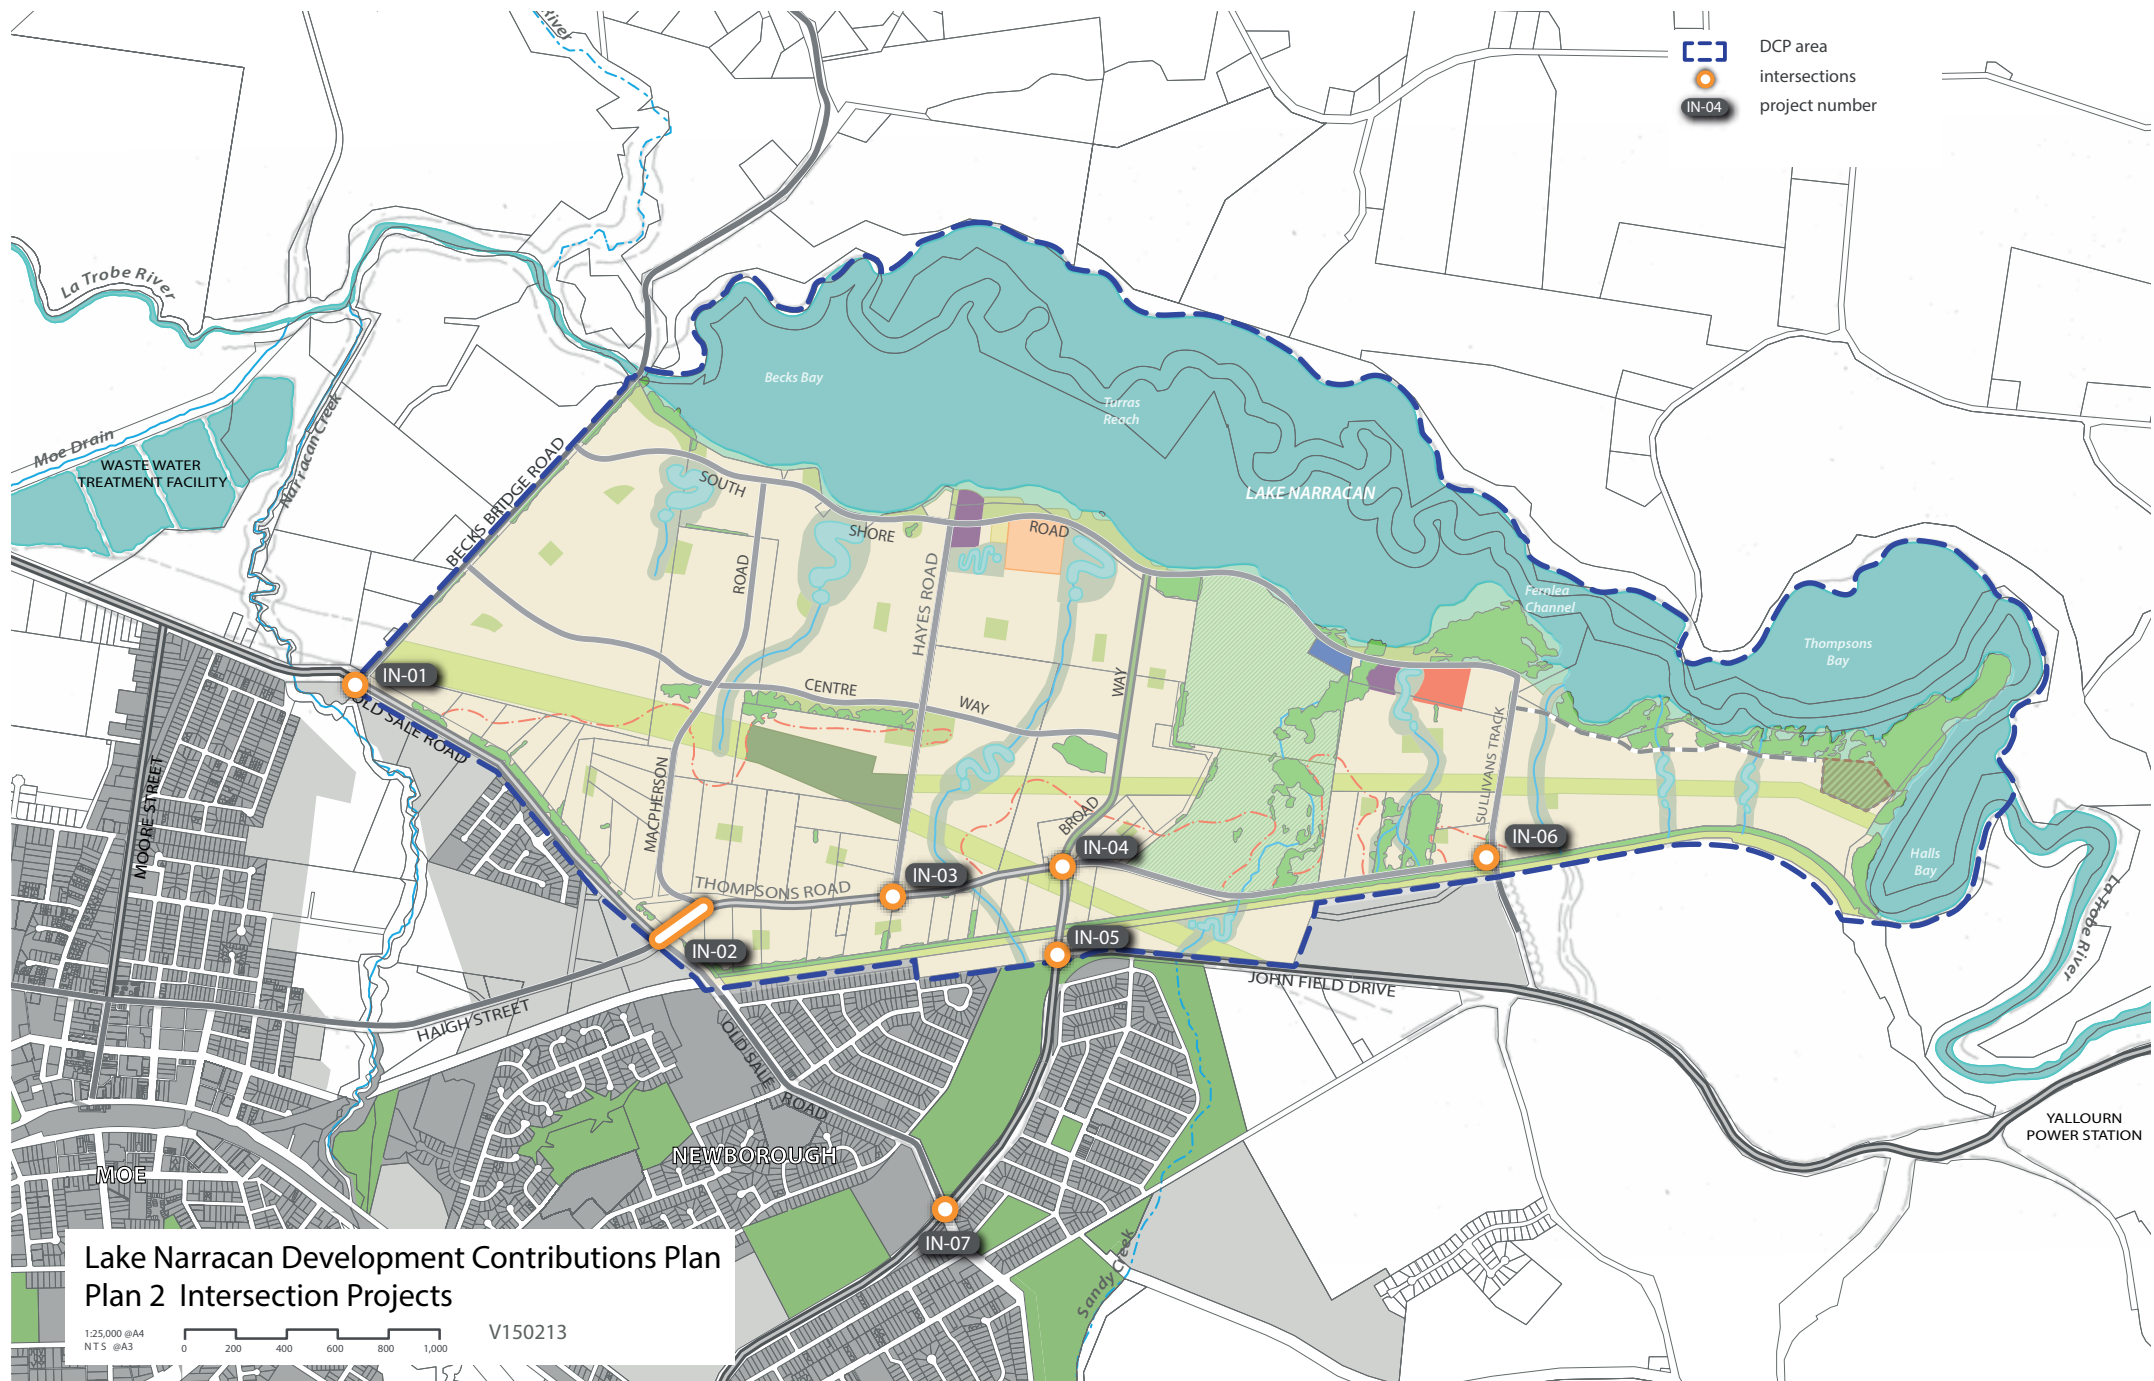 DCP area
intersections
IN-04
project number
River
La Trobe River
Becks Bay
Turras
Reach
Moe Drain
Narracan Creek
WASTE WATER
TREATMENT FACILITY
BECKS BRIDGE ROAD
SOUTH
SHORE
ROAD
LAKE NARRACAN
ROAD
HAYES ROAD
Fernlea
Channel
Thompsons
Bay
IN-01
OLD SALE ROAD
CENTRE
WAY
WAY
SULLIVANS TRACK
MOORE STREET
MACPHERSON
BROAD
IN-06
IN-04
IN-03
THOMPSONS ROAD
Halls
Bay
IN-05
IN-02
JOHN FIELD DRIVE
La Trobe River
HAIGH STREET
OLD SALE
ROAD
NEWBOROUGH
MOE
YALLOURN
POWER STATION
IN-07
Sandy Creek
Lake Narracan Development Contributions Plan
Plan 2 Intersection Projects
1:25,000 @A4
NTS @A3
0 200 400 600 800 1,000
V150213